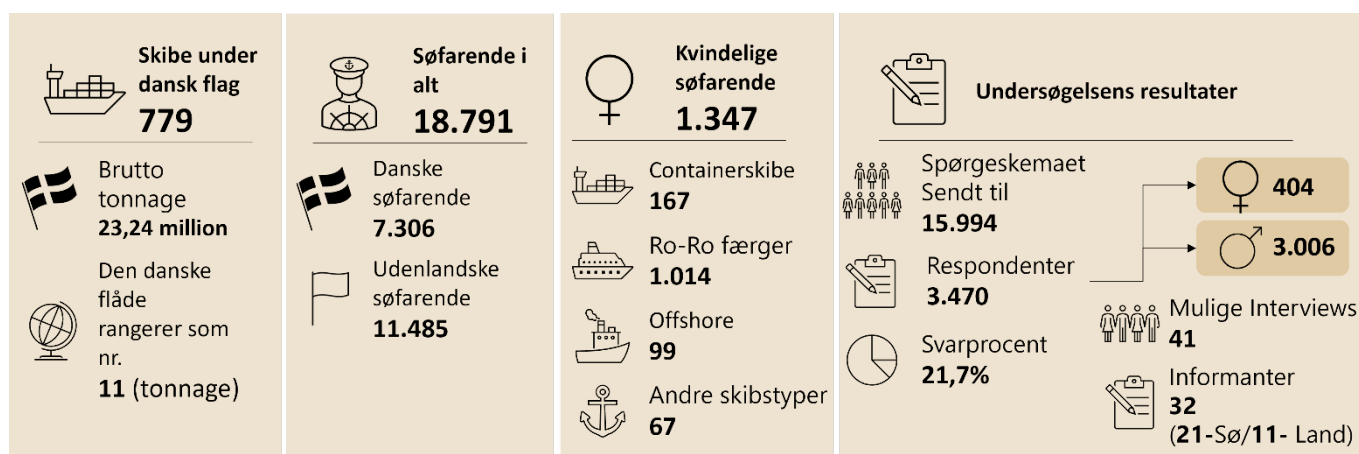 Skibe under
dansk flag
779
Brutto
tonnage
23,24 million
Den danske
flåde
rangerer som
nr.
11 (tonnage)
Søfarende i
alt
18.791
Danske
søfarende
7.306
Udenlandske
søfarende
11.485
Kvindelige
søfarende
1.347
Containerskibe
167
Ro-Ro færger
1.014
Offshore
99
Andre skibstyper
67
Undersøgelsens resultater
Spørgeskemaet
Sendt til
15.994
Respondenter
3.470
Svarprocent
21,7%
404
3.006
Mulige Interviews
41
Informanter
32
(21-Sø/11- Land)